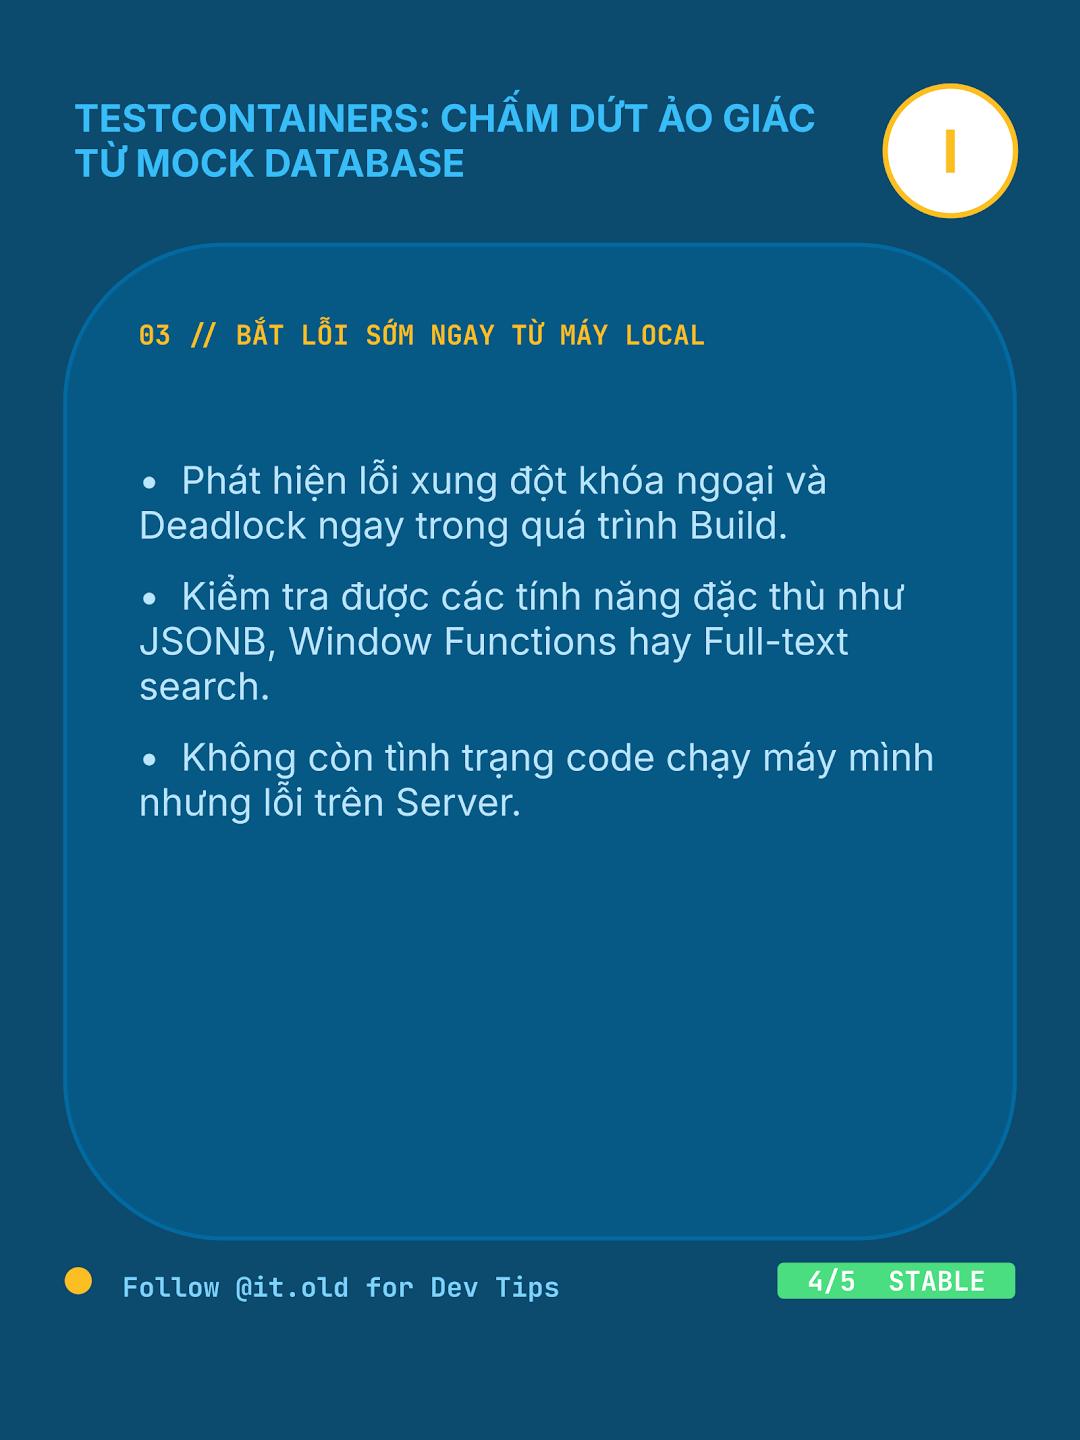 TESTCONTAINERS: CHẤM DỨT ẢO GIÁC
TỪ MOCK DATABASE
I
03 // BẮT LỖI SỚM NGAY TỪ MÁY LOCAL
• Phát hiện lỗi xung đột khóa ngoại và
Deadlock ngay trong quá trình Build.
• Kiểm tra được các tính năng đặc thù như
JSONB, Window Functions hay Full-text
search.
• Không còn tình trạng code chạy máy mình
nhưng lỗi trên Server.
Follow @it.old for Dev Tips
4/5 STABLE